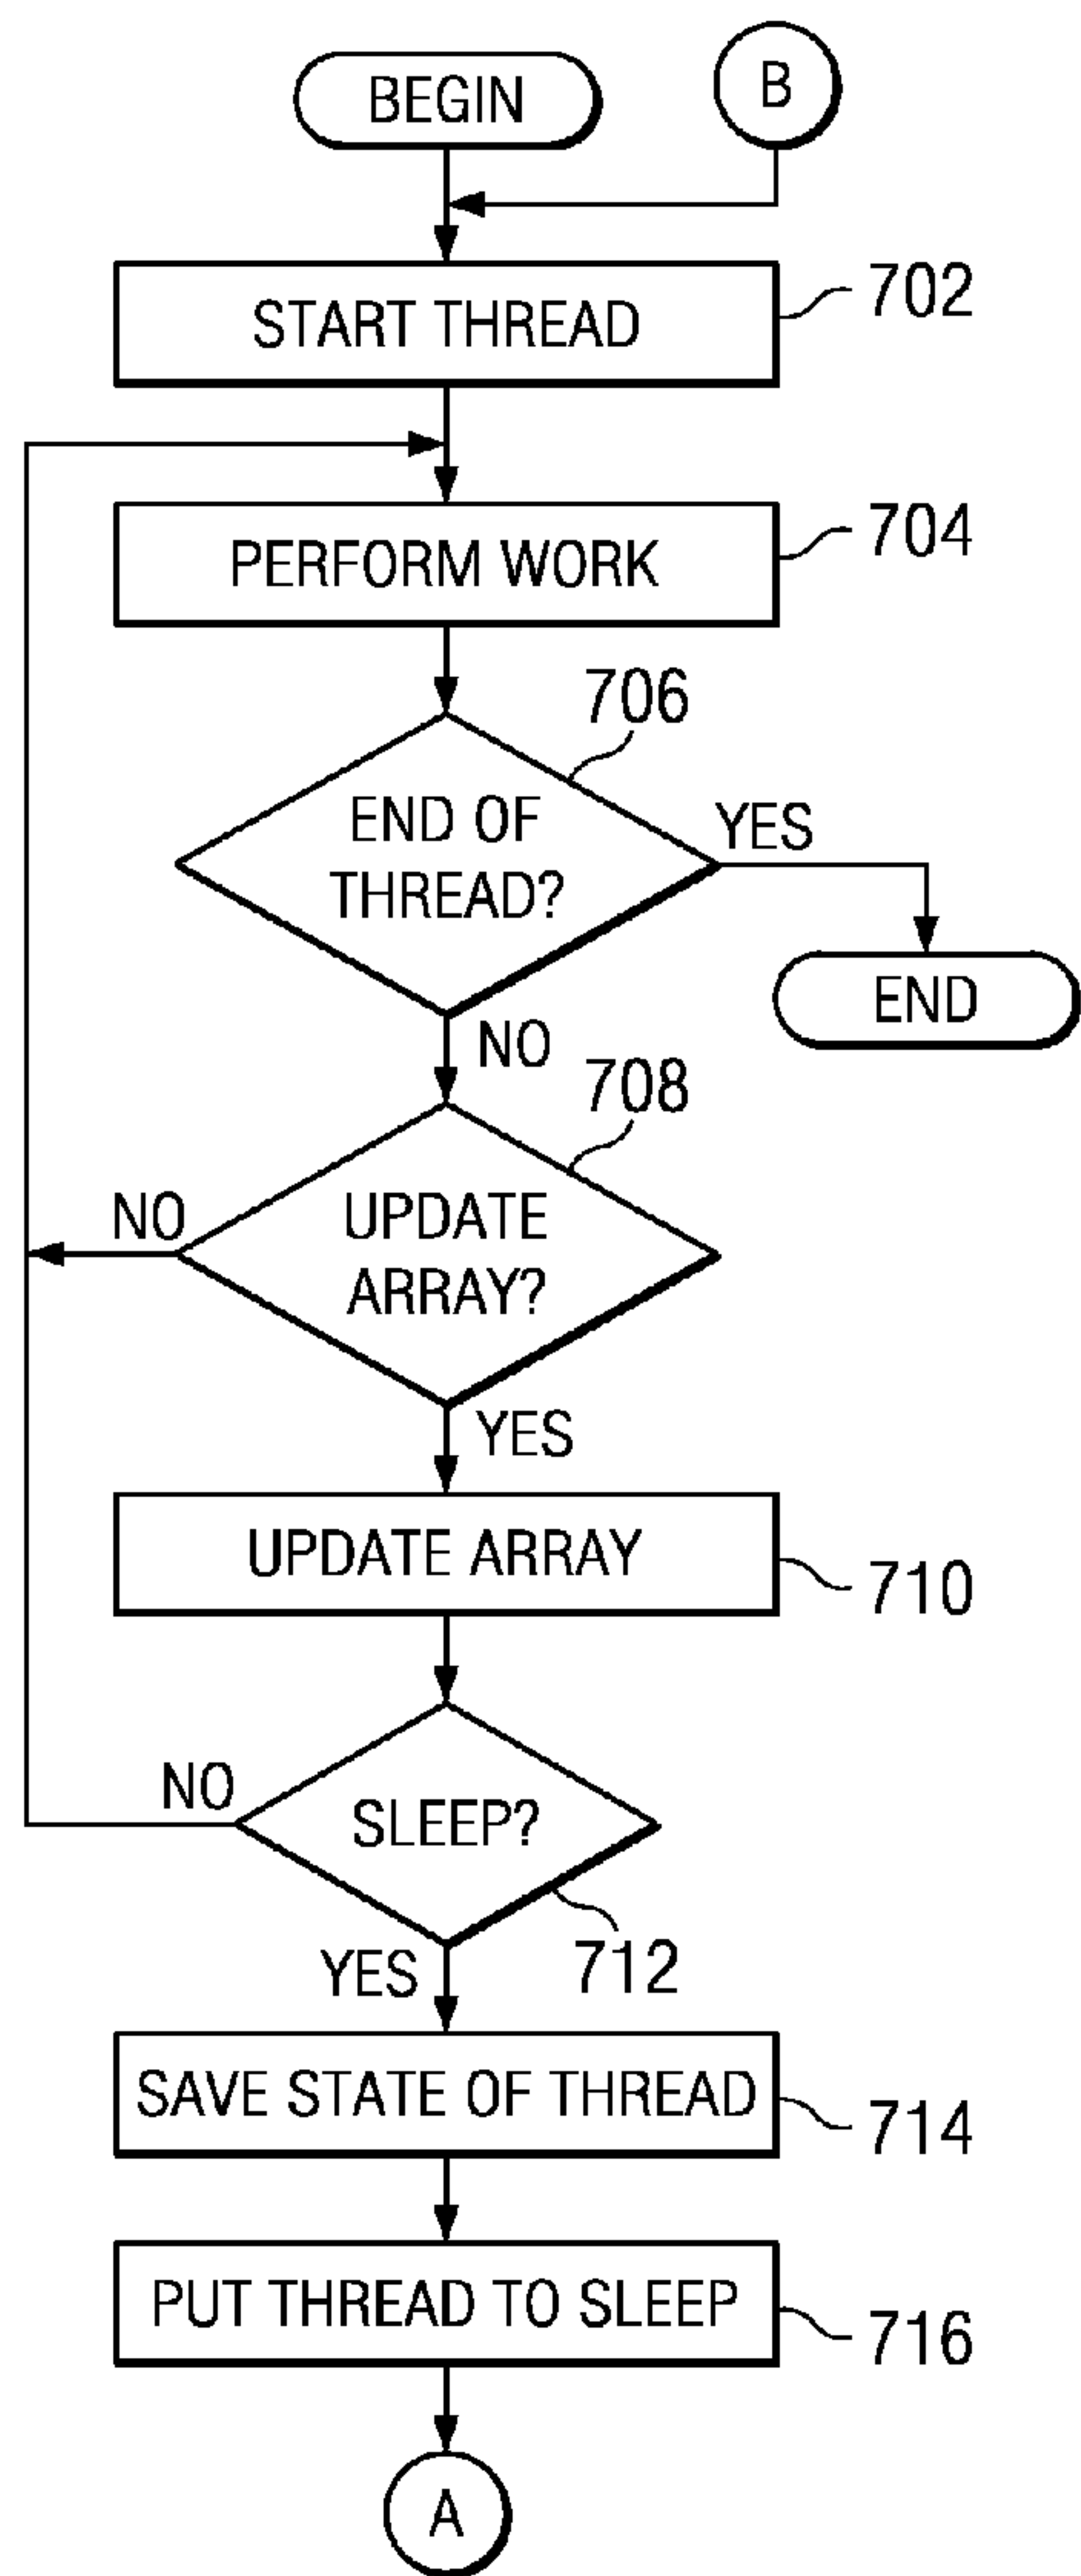 BEGIN
B
START THREAD
702
PERFORM WORK
704
706
END OF
THREAD?
YES
END
NO
708
NO
UPDATE
ARRAY?
YES
UPDATE ARRAY
710
NO
SLEEP?
YES
712
SAVE STATE OF THREAD
714
PUT THREAD TO SLEEP
716
A